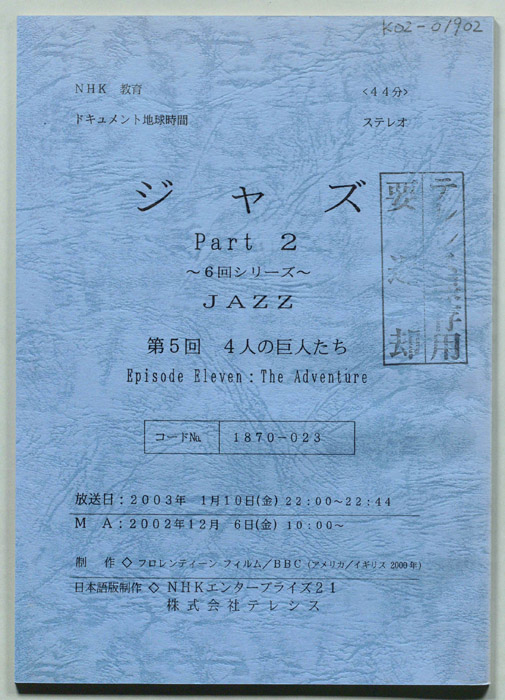 K02-01902
NHK 教育 <44分>
ドキュメント地球時間 ステレオ
ジャズ
Part 2
～6回シリーズ～
JAZZ
第5回 4人の巨人たち
Episode Eleven：The Adventure
コード№ 1870-023
放送日：2003年 1月10日(金) 22:00～22:44
M A：2002年12月 6日(金) 10:00～
制 作 ◇ フロレンティーン フィルム／BBC (アメリカ／イギリス 2000年)
日本語版制作 ◇ NHKエンタープライズ21
株式会社テレシス
存用
要 却